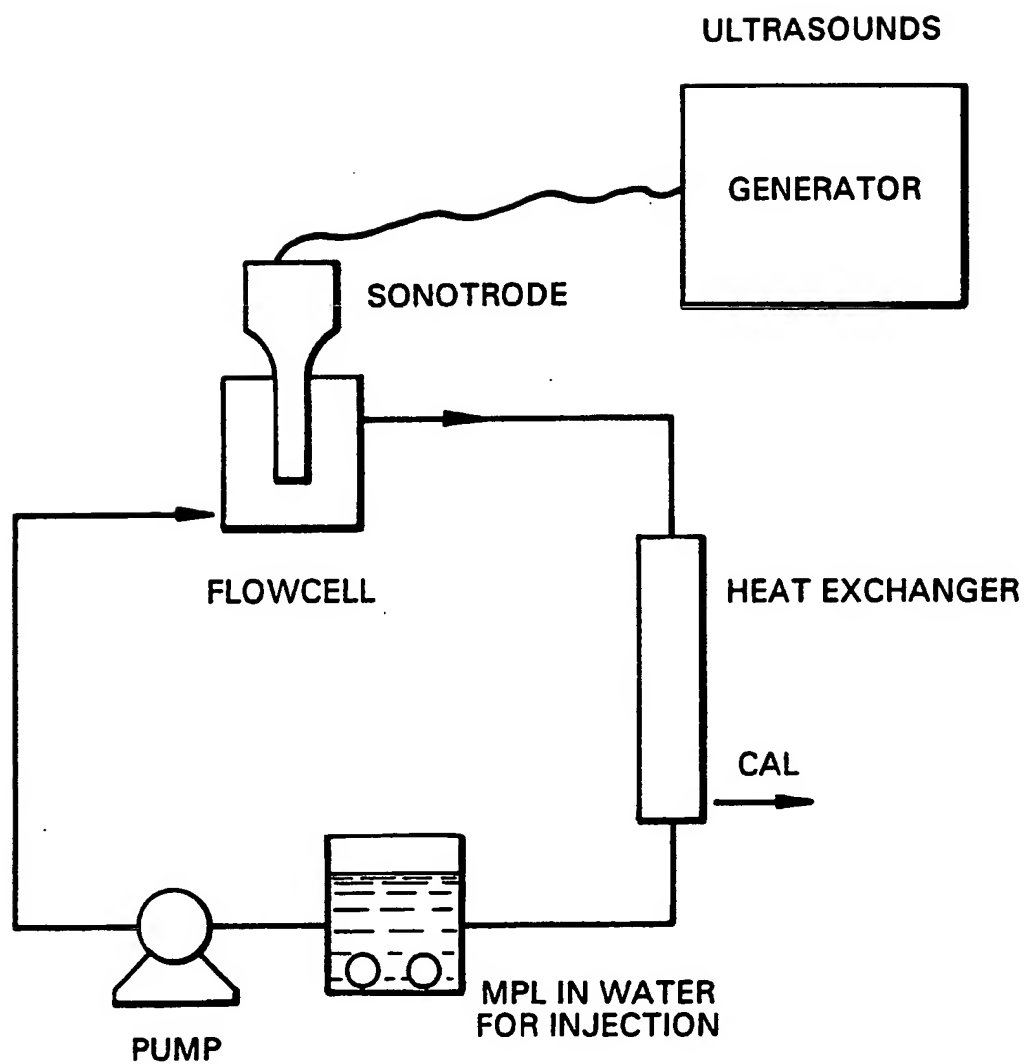 ULTRASOUNDS
GENERATOR
SONOTRODE
FLOWCELL
HEAT EXCHANGER
CAL
MPL IN WATER
FOR INJECTION
PUMP